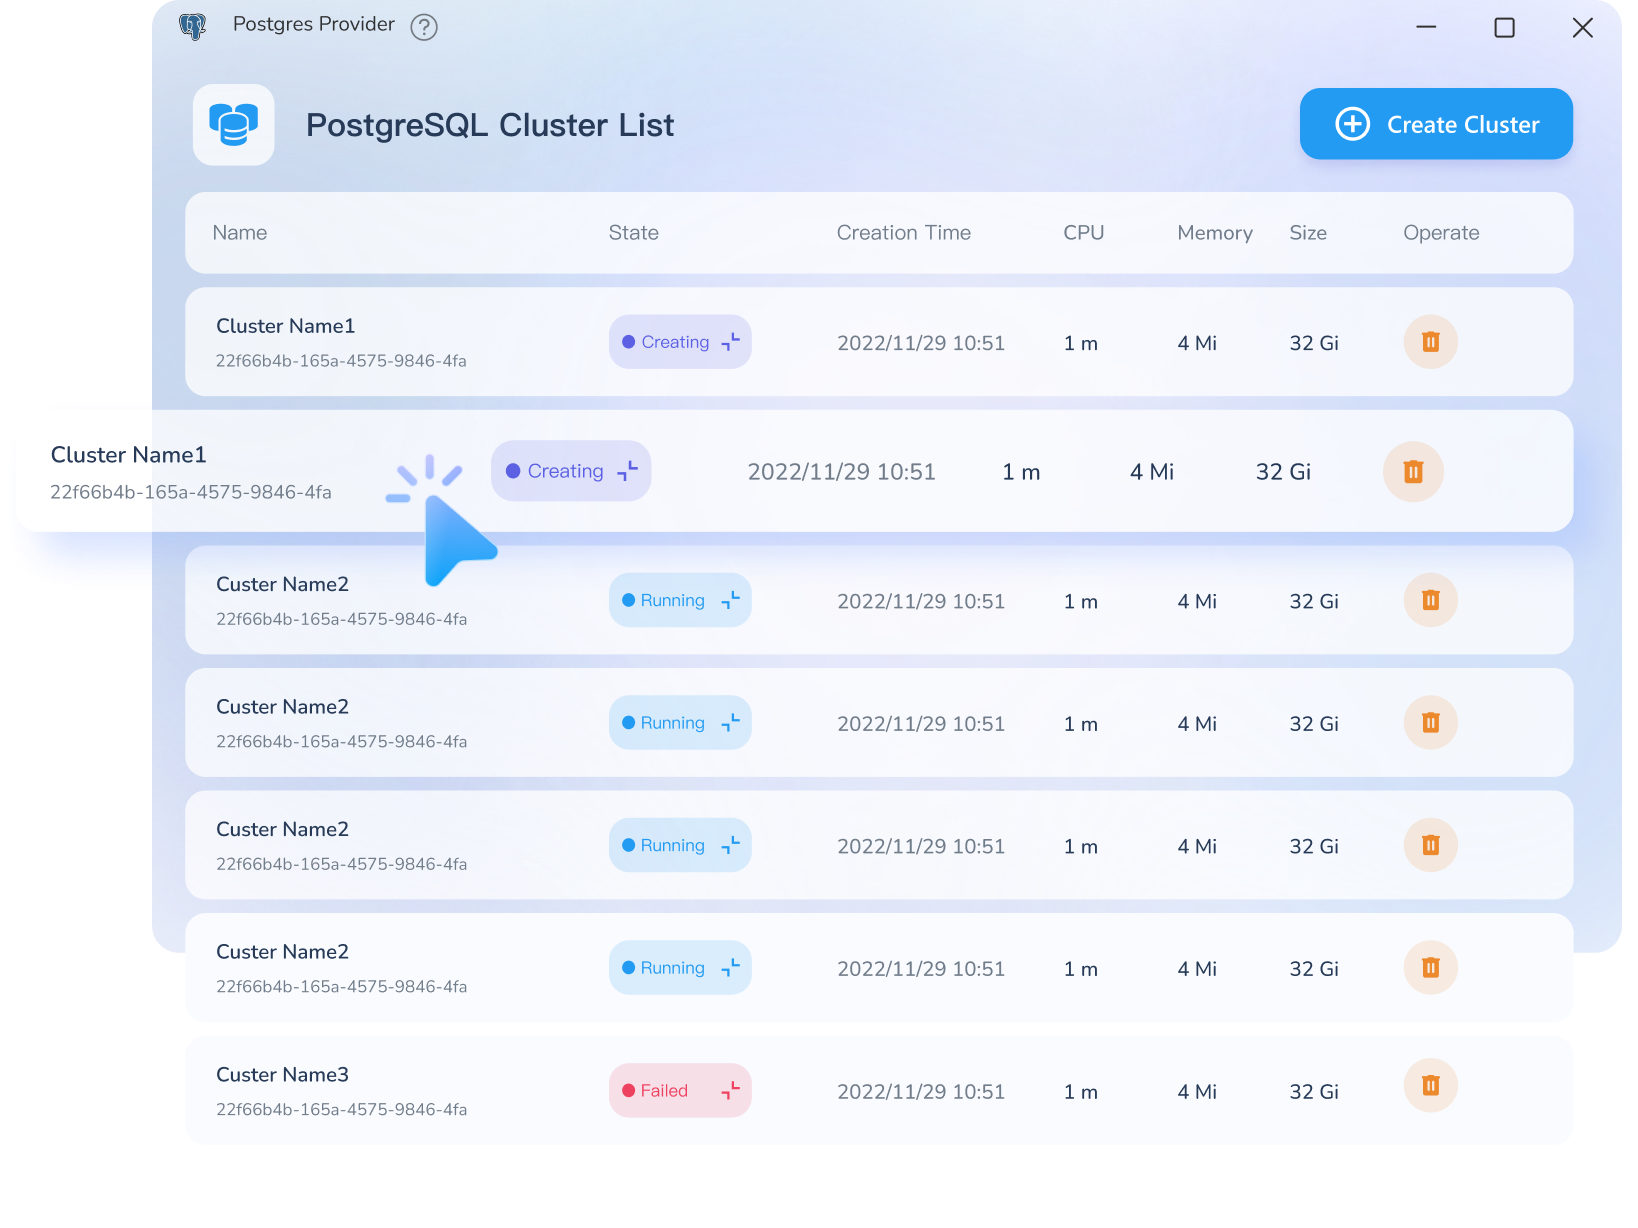 Postgres Provider ?
PostgreSQL Cluster List
Create Cluster
Name State Creation Time CPU Memory Size Operate
Cluster Name1
22f66b4b-165a-4575-9846-4fa
Creating 2022/11/29 10:51 1 m 4 Mi 32 Gi
Cluster Name1
22f66b4b-165a-4575-9846-4fa
Creating 2022/11/29 10:51 1 m 4 Mi 32 Gi
Custer Name2
22f66b4b-165a-4575-9846-4fa
Running 2022/11/29 10:51 1 m 4 Mi 32 Gi
Custer Name2
22f66b4b-165a-4575-9846-4fa
Running 2022/11/29 10:51 1 m 4 Mi 32 Gi
Custer Name2
22f66b4b-165a-4575-9846-4fa
Running 2022/11/29 10:51 1 m 4 Mi 32 Gi
Custer Name2
22f66b4b-165a-4575-9846-4fa
Running 2022/11/29 10:51 1 m 4 Mi 32 Gi
Custer Name3
22f66b4b-165a-4575-9846-4fa
Failed 2022/11/29 10:51 1 m 4 Mi 32 Gi